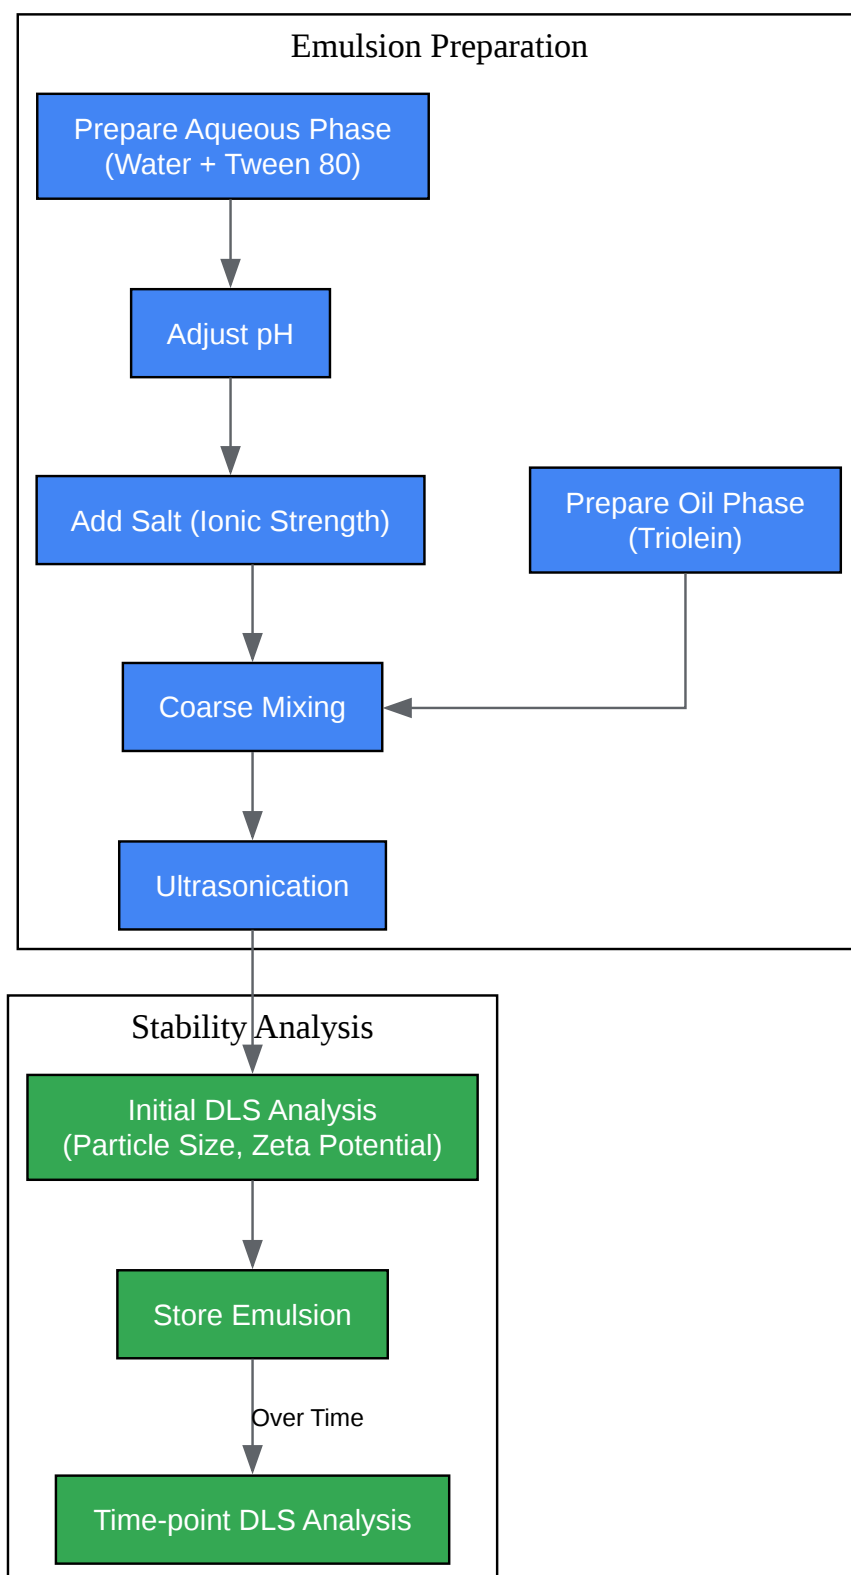 Emulsion Preparation
Prepare Aqueous Phase
(Water + Tween 80)
Adjust pH
Add Salt (Ionic Strength)
Prepare Oil Phase
(Triolein)
Coarse Mixing
Ultrasonication
Stability Analysis
Initial DLS Analysis
(Particle Size, Zeta Potential)
Store Emulsion
Over Time
Time-point DLS Analysis